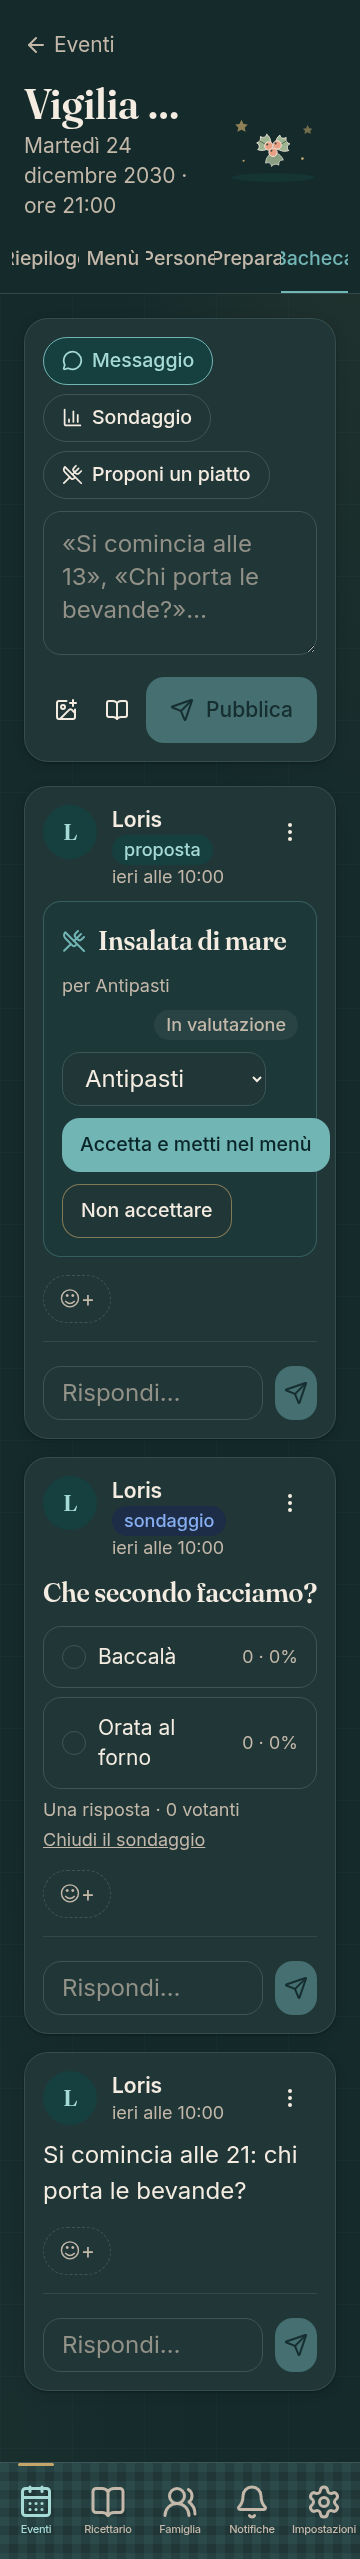 Eventi
Vigilia ...
Martedì 24
dicembre 2030 ·
ore 21:00
Riepilog Menù Persone Prepara Bacheca
Messaggio
Sondaggio
Proponi un piatto
«Si comincia alle
13», «Chi porta le
bevande?»...
Pubblica
L
Loris
proposta
ieri alle 10:00
Insalata di mare
per Antipasti
In valutazione
Antipasti
Accetta e metti nel menù
Non accettare
Rispondi...
L
Loris
sondaggio
ieri alle 10:00
Che secondo facciamo?
Baccalà 0 · 0%
Orata al
forno 0 · 0%
Una risposta · 0 votanti
Chiudi il sondaggio
Rispondi...
L
Loris
ieri alle 10:00
Si comincia alle 21: chi
porta le bevande?
Rispondi...
Eventi Ricettario Famiglia Notifiche Impostazioni